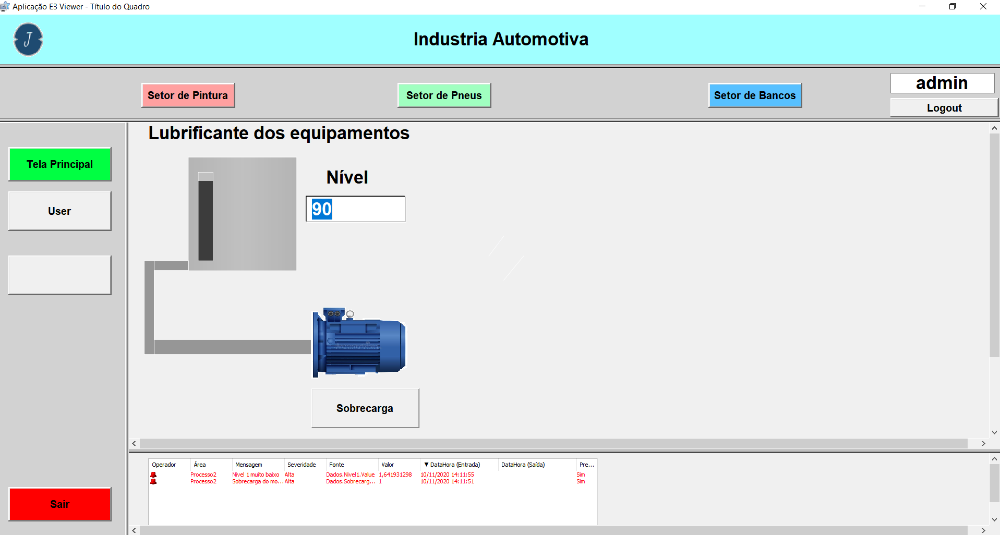 Aplicação E3 Viewer - Título do Quadro
J
Industria Automotiva
Setor de Pintura
Setor de Pneus
Setor de Bancos
admin
Logout
Lubrificante dos equipamentos
Tela Principal
User
Nível
90
Sobrecarga
Sair
Operador Área Mensagem Severidade Fonte Valor ▼ DataHora (Entrada) DataHora (Saída) Pre...
Processo2 Nivel 1 muito baixo Alta Dados.Nivel1.Value 1,641931298 10/11/2020 14:11:55 Sim
Processo2 Sobrecarga do mo... Alta Dados.Sobrecarg... 1 10/11/2020 14:11:51 Sim